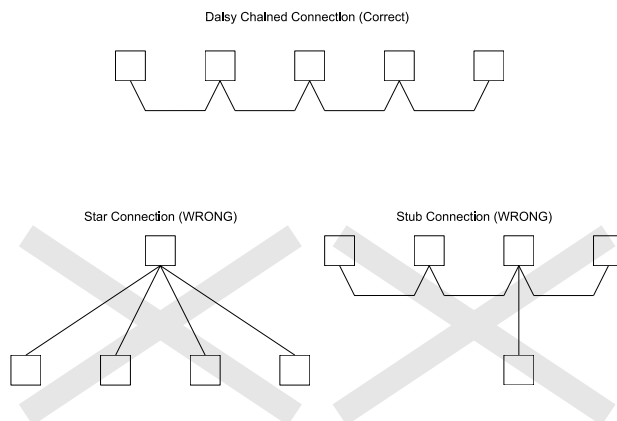 Daisy Chained Connection (Correct)
Star Connection (WRONG)
Stub Connection (WRONG)